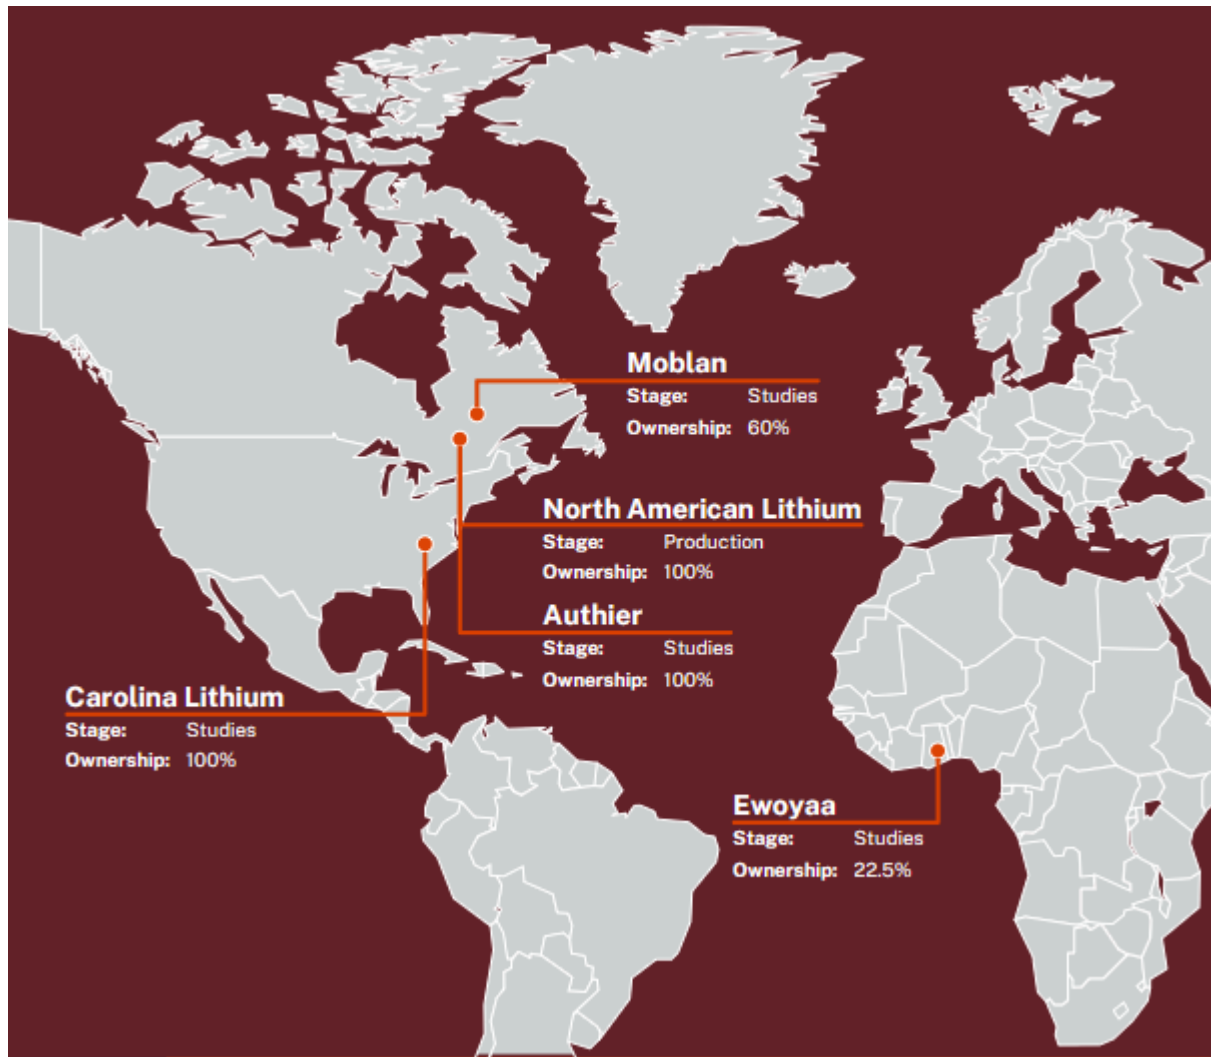 Moblan
Stage: Studies
Ownership: 60%
North American Lithium
Stage: Production
Ownership: 100%
Authier
Stage: Studies
Ownership: 100%
Carolina Lithium
Stage: Studies
Ownership: 100%
Ewoyaa
Stage: Studies
Ownership: 22.5%